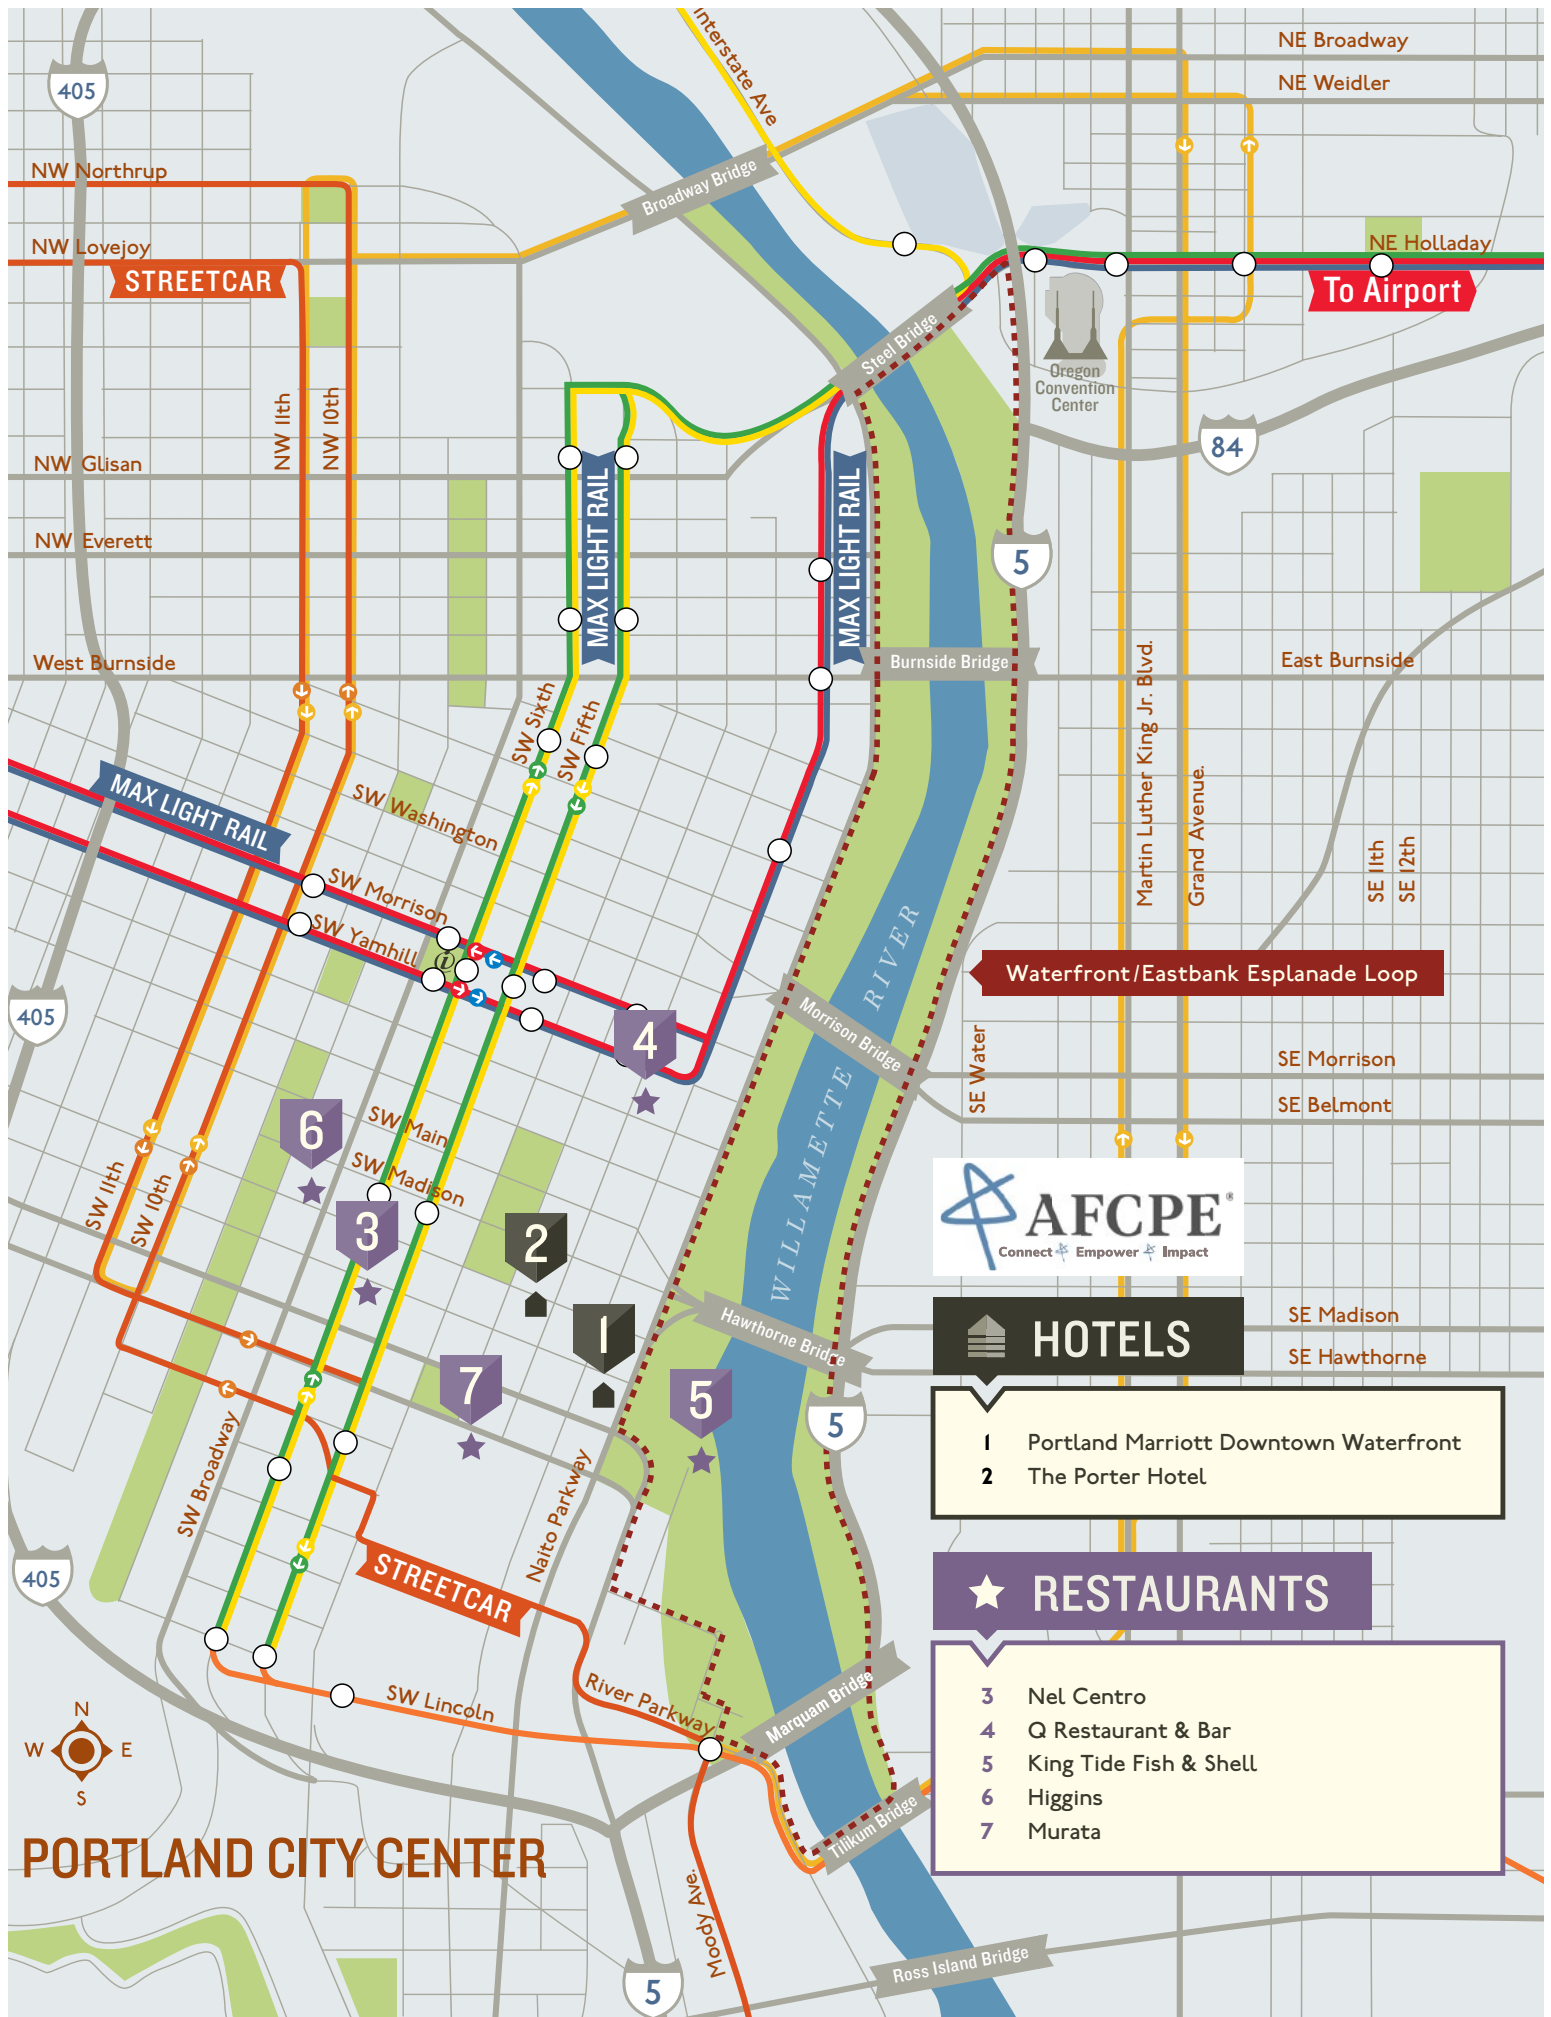 Interstate Ave
NE Broadway
405
NE Weidler
NW Northrup
Broadway Bridge
NW Lovejoy
NE Holladay
STREETCAR
To Airport
Steel Bridge
Oregon
Convention
Center
NW 11th
NW 10th
84
NW Glisan
MAX LIGHT RAIL
MAX LIGHT RAIL
NW Everett
5
West Burnside
Burnside Bridge
East Burnside
SW Sixth
SW Fifth
Martin Luther King Jr. Blvd.
Grand Avenue.
MAX LIGHT RAIL
SW Washington
SE 11th
SE 12th
SW Morrison
SW Yamhill
i
RIVER
Waterfront/Eastbank Esplanade Loop
405
Morrison Bridge
4
SE Water
SE Morrison
WILLAMETTE
SE Belmont
6
SW Main
SW Madison
SW 11th
SW 10th
3
2
AFCPE®
Connect Empower Impact
1
Hawthorne Bridge
HOTELS
SE Madison
SE Hawthorne
7
5
5
1 Portland Marriott Downtown Waterfront
2 The Porter Hotel
SW Broadway
Naito Parkway
405
STREETCAR
RESTAURANTS
3 Nel Centro
4 Q Restaurant & Bar
5 King Tide Fish & Shell
6 Higgins
7 Murata
River Parkway
SW Lincoln
Marquam Bridge
N
W E
S
Tilikum Bridge
PORTLAND CITY CENTER
Moody Ave.
Ross Island Bridge
5